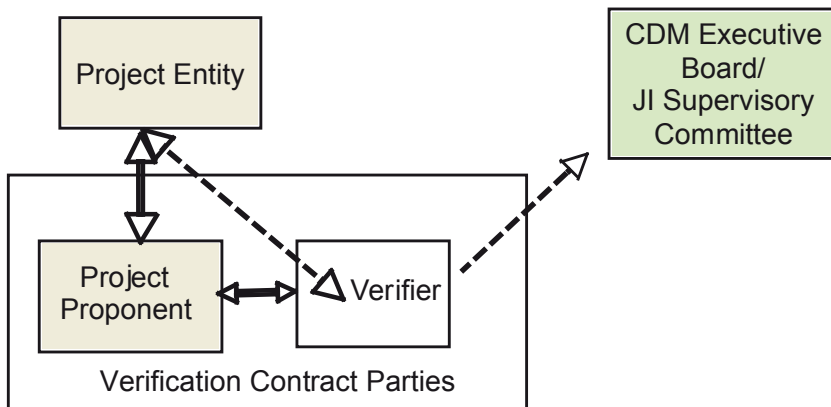 Project Entity
CDM Executive
Board/
JI Supervisory
Committee
Project
Proponent
Verifier
Verification Contract Parties